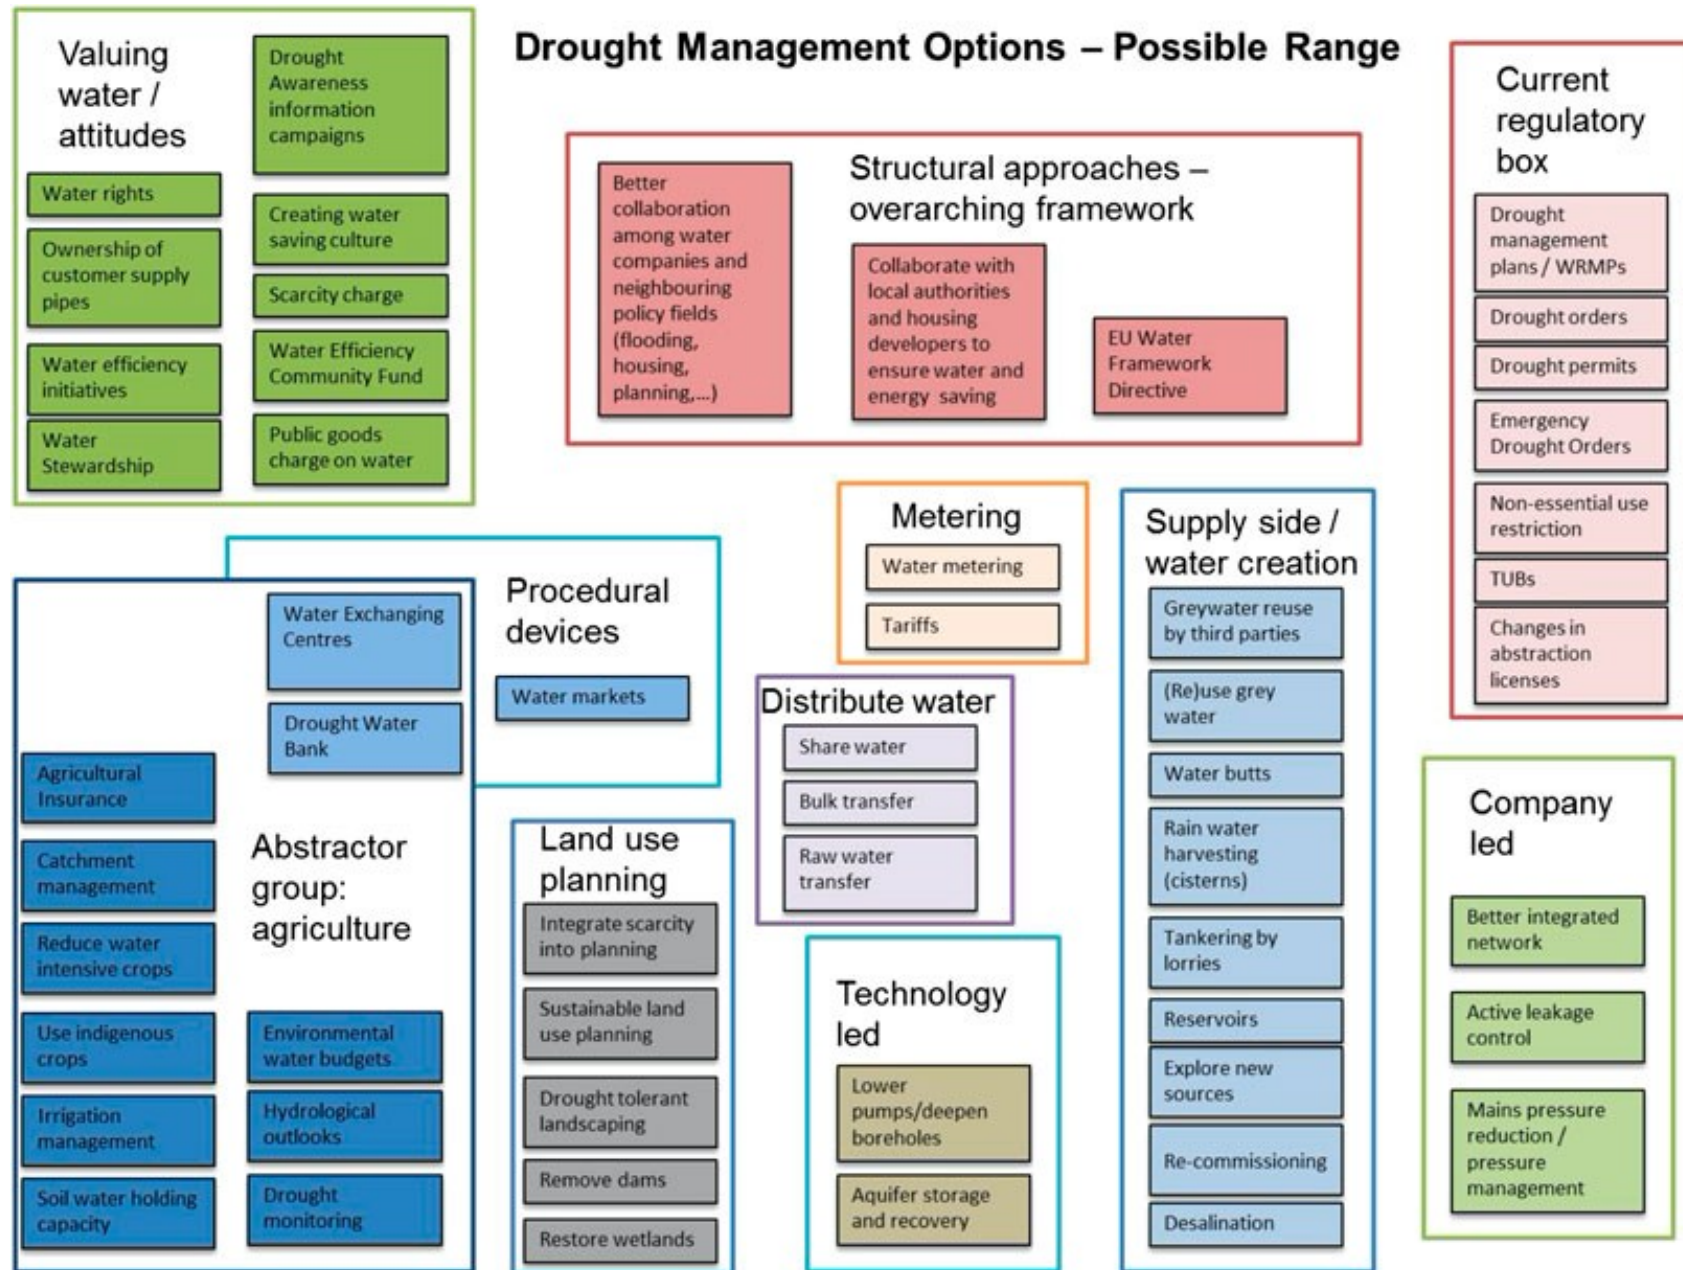 Drought Management Options – Possible Range
Valuing
water /
attitudes
Drought
Awareness
information
campaigns
Water rights
Ownership of
customer supply
pipes
Water efficiency
initiatives
Water
Stewardship
Creating water
saving culture
Scarcity charge
Water Efficiency
Community Fund
Public goods
charge on water
Better
collaboration
among water
companies and
neighbouring
policy fields
(flooding,
housing,
planning,...)
Structural approaches –
overarching framework
Collaborate with
local authorities
and housing
developers to
ensure water and
energy saving
EU Water
Framework
Directive
Current
regulatory
box
Drought
management
plans / WRMPs
Drought orders
Drought permits
Emergency
Drought Orders
Non-essential use
restriction
TUBs
Changes in
abstraction
licenses
Procedural
devices
Water Exchanging
Centres
Drought Water
Bank
Water markets
Metering
Water metering
Tariffs
Supply side /
water creation
Greywater reuse
by third parties
(Re)use grey
water
Water butts
Rain water
harvesting
(cisterns)
Tankering by
lorries
Reservoirs
Explore new
sources
Re-commissioning
Desalination
Distribute water
Share water
Bulk transfer
Raw water
transfer
Abstractor
group:
agriculture
Agricultural
Insurance
Catchment
management
Reduce water
intensive crops
Use indigenous
crops
Irrigation
management
Soil water holding
capacity
Environmental
water budgets
Hydrological
outlooks
Drought
monitoring
Land use
planning
Integrate scarcity
into planning
Sustainable land
use planning
Drought tolerant
landscaping
Remove dams
Restore wetlands
Technology
led
Lower
pumps/deepen
boreholes
Aquifer storage
and recovery
Company
led
Better integrated
network
Active leakage
control
Mains pressure
reduction /
pressure
management